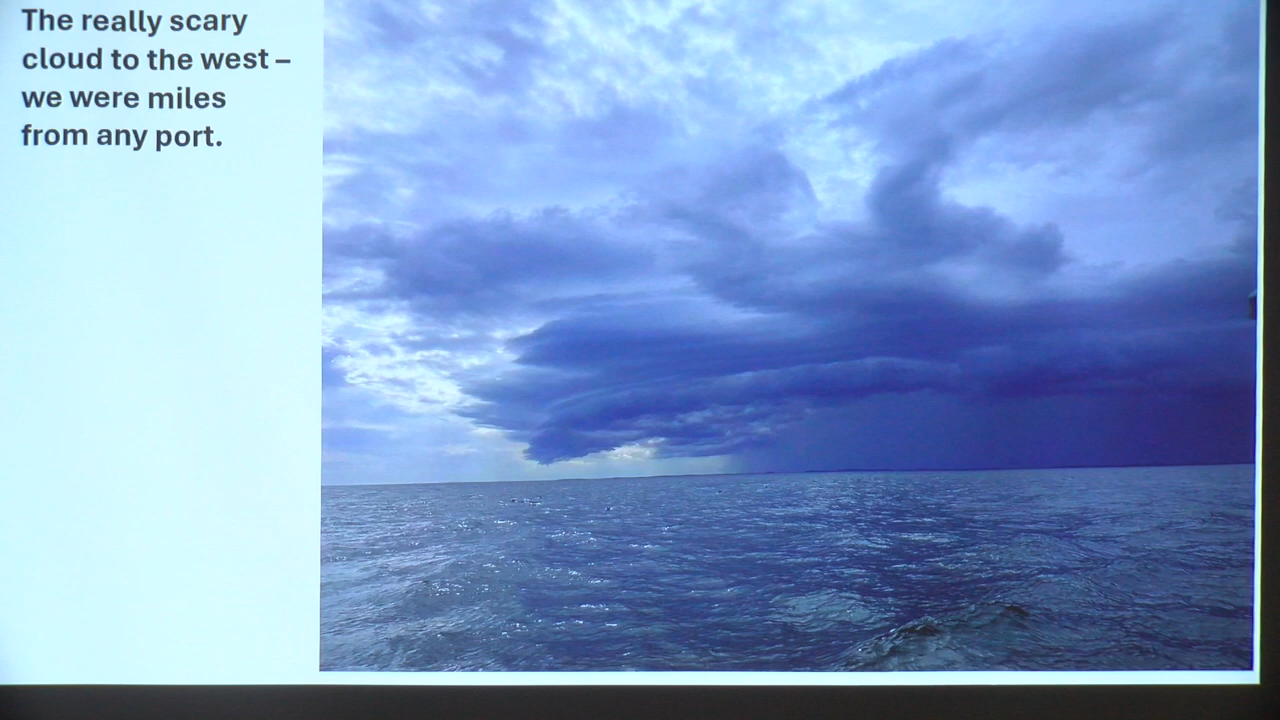 The really scary
cloud to the west –
we were miles
from any port.